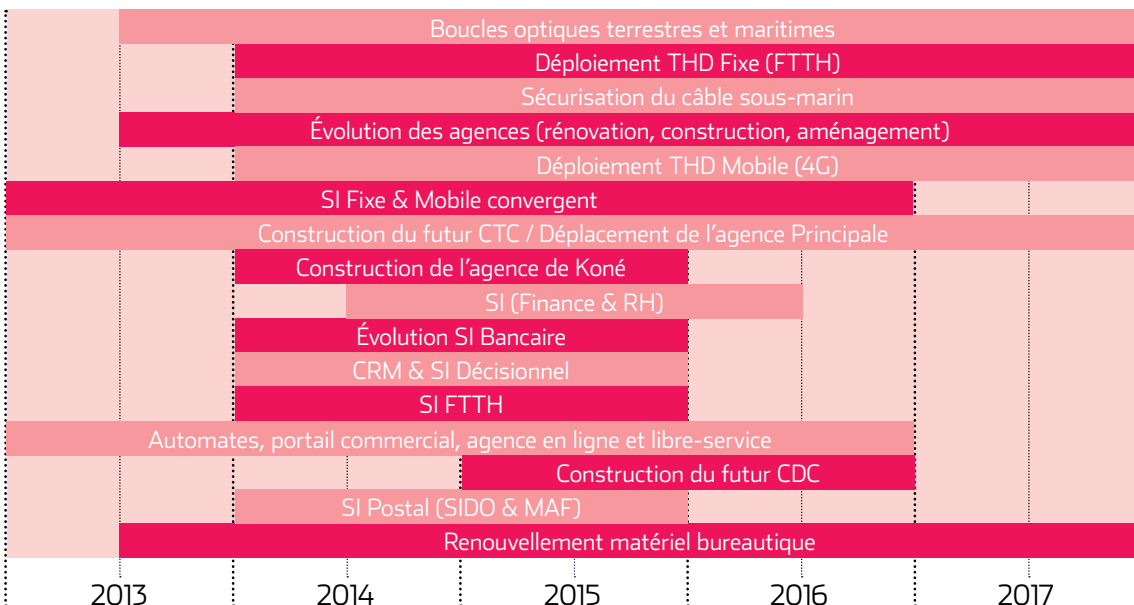 Boucles optiques terrestres et maritimes
Déploiement THD Fixe (FTTH)
Sécurisation du câble sous-marin
Évolution des agences (rénovation, construction, aménagement)
Déploiement THD Mobile (4G)
SI Fixe & Mobile convergent
Construction du futur CTC / Déplacement de l'agence Principale
Construction de l'agence de Koné
SI (Finance & RH)
Évolution SI Bancaire
CRM & SI Décisionnel
SI FTTH
Automates, portail commercial, agence en ligne et libre-service
Construction du futur CDC
SI Postal (SIDO & MAF)
Renouvellement matériel bureautique
2013 2014 2015 2016 2017